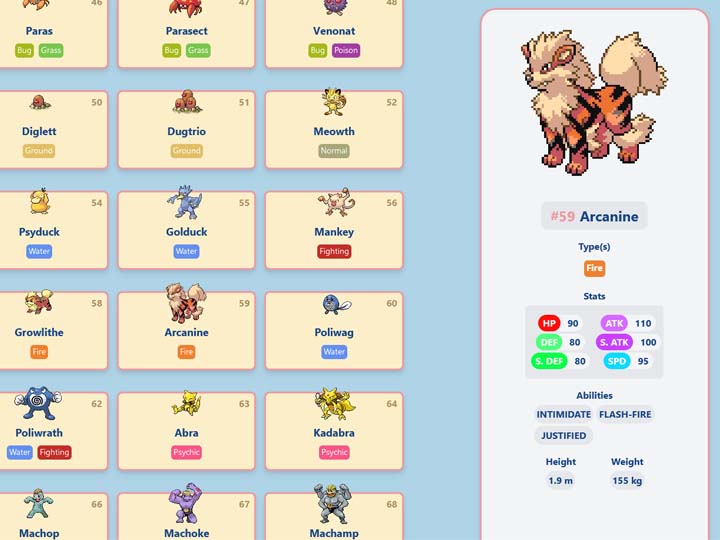 46
47
48
Paras
Parasect
Venonat
Bug Grass
Bug Grass
Bug Poison
50
51
52
Diglett
Dugtrio
Meowth
Ground
Ground
Normal
54
55
56
Psyduck
Golduck
Mankey
Water
Water
Fighting
58
59
60
Growlithe
Arcanine
Poliwag
Fire
Fire
Water
62
63
64
Poliwrath
Abra
Kadabra
Water Fighting
Psychic
Psychic
66
67
68
Machop
Machoke
Machamp
#59 Arcanine
Type(s)
Fire
Stats
HP 90 ATK 110
DEF 80 S. ATK 100
S. DEF 80 SPD 95
Abilities
INTIMIDATE FLASH-FIRE
JUSTIFIED
Height Weight
1.9 m 155 kg